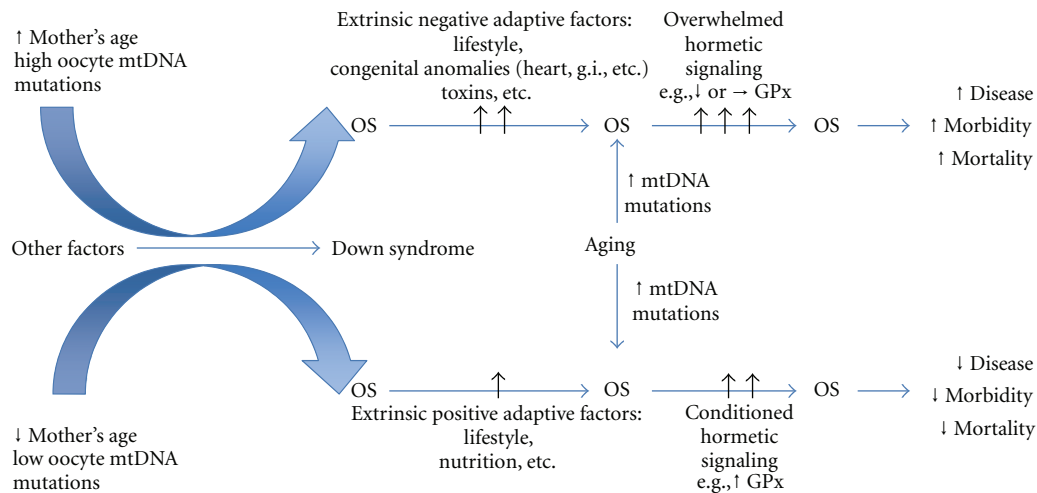 ↑ Mother's age
high oocyte mtDNA
mutations
Extrinsic negative adaptive factors:
lifestyle,
congenital anomalies (heart, g.i., etc.)
toxins, etc.
Overwhelmed
hormetic
signaling
e.g.,↓ or → GPx
OS
↑ ↑
OS
↑ ↑ ↑
OS
↑ Disease
↑ Morbidity
↑ Mortality
↑ mtDNA
mutations
Other factors
Down syndrome
Aging
↑ mtDNA
mutations
OS
↑
OS
↑ ↑
OS
↓ Disease
↓ Morbidity
↓ Mortality
Extrinsic positive adaptive factors:
lifestyle,
nutrition, etc.
Conditioned
hormetic
signaling
e.g.,↑ GPx
↓ Mother's age
low oocyte mtDNA
mutations